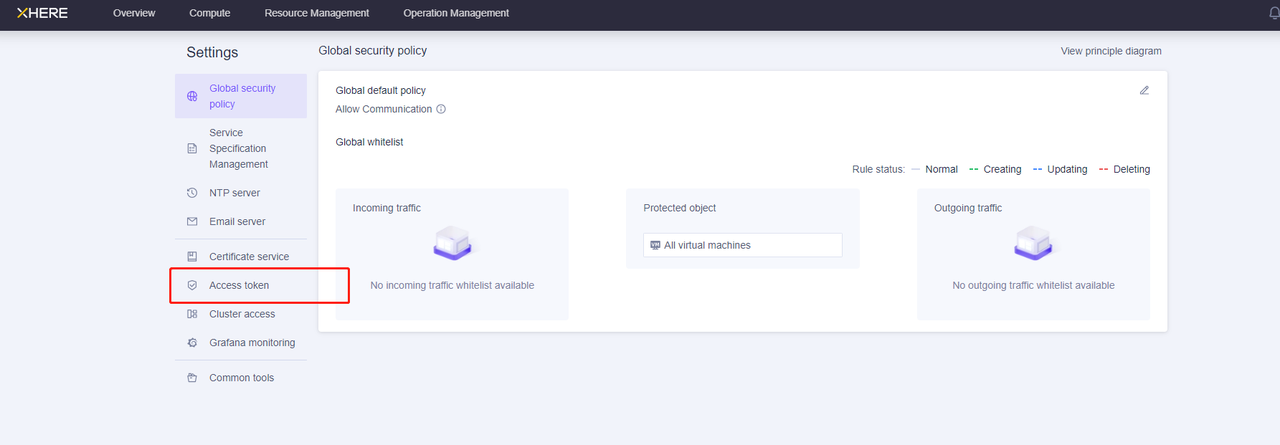 XHERE Overview Compute Resource Management Operation Management
Settings
Global security
policy
Service
Specification
Management
NTP server
Email server
Certificate service
Access token
Cluster access
Grafana monitoring
Common tools
Global security policy
View principle diagram
Global default policy
Allow Communication
Global whitelist
Rule status: Normal Creating Updating Deleting
Incoming traffic
No incoming traffic whitelist available
Protected object
All virtual machines
Outgoing traffic
No outgoing traffic whitelist available